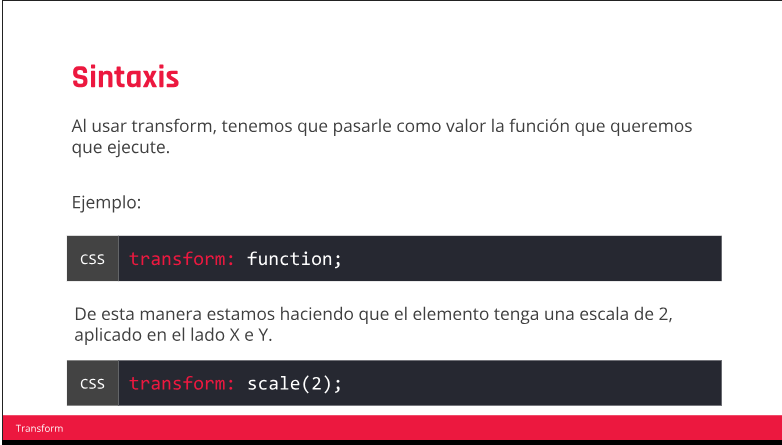 Sintaxis
Al usar transform, tenemos que pasarle como valor la función que queremos
que ejecute.
Ejemplo:
css transform: function;
De esta manera estamos haciendo que el elemento tenga una escala de 2,
aplicado en el lado X e Y.
css transform: scale(2);
Transform